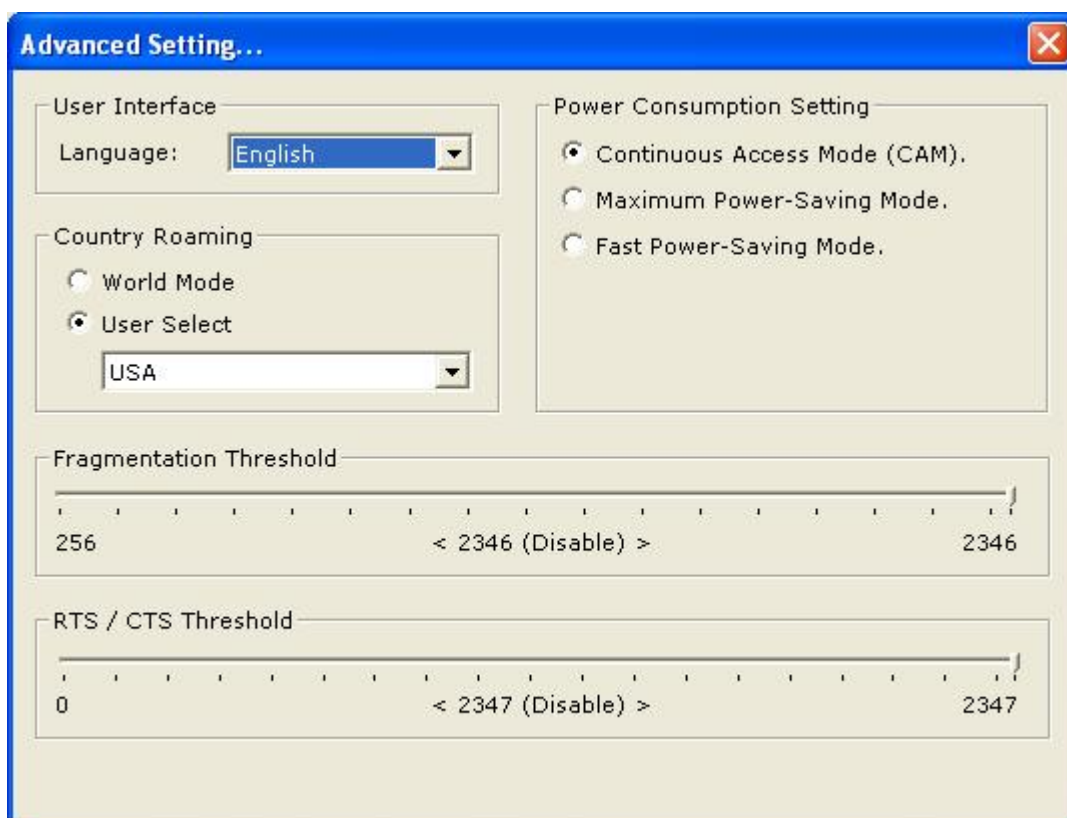 Advanced Setting...
User Interface
Language: English
Country Roaming
World Mode
User Select
USA
Power Consumption Setting
Continuous Access Mode (CAM).
Maximum Power-Saving Mode.
Fast Power-Saving Mode.
Fragmentation Threshold
256 < 2346 (Disable) > 2346
RTS / CTS Threshold
0 < 2347 (Disable) > 2347